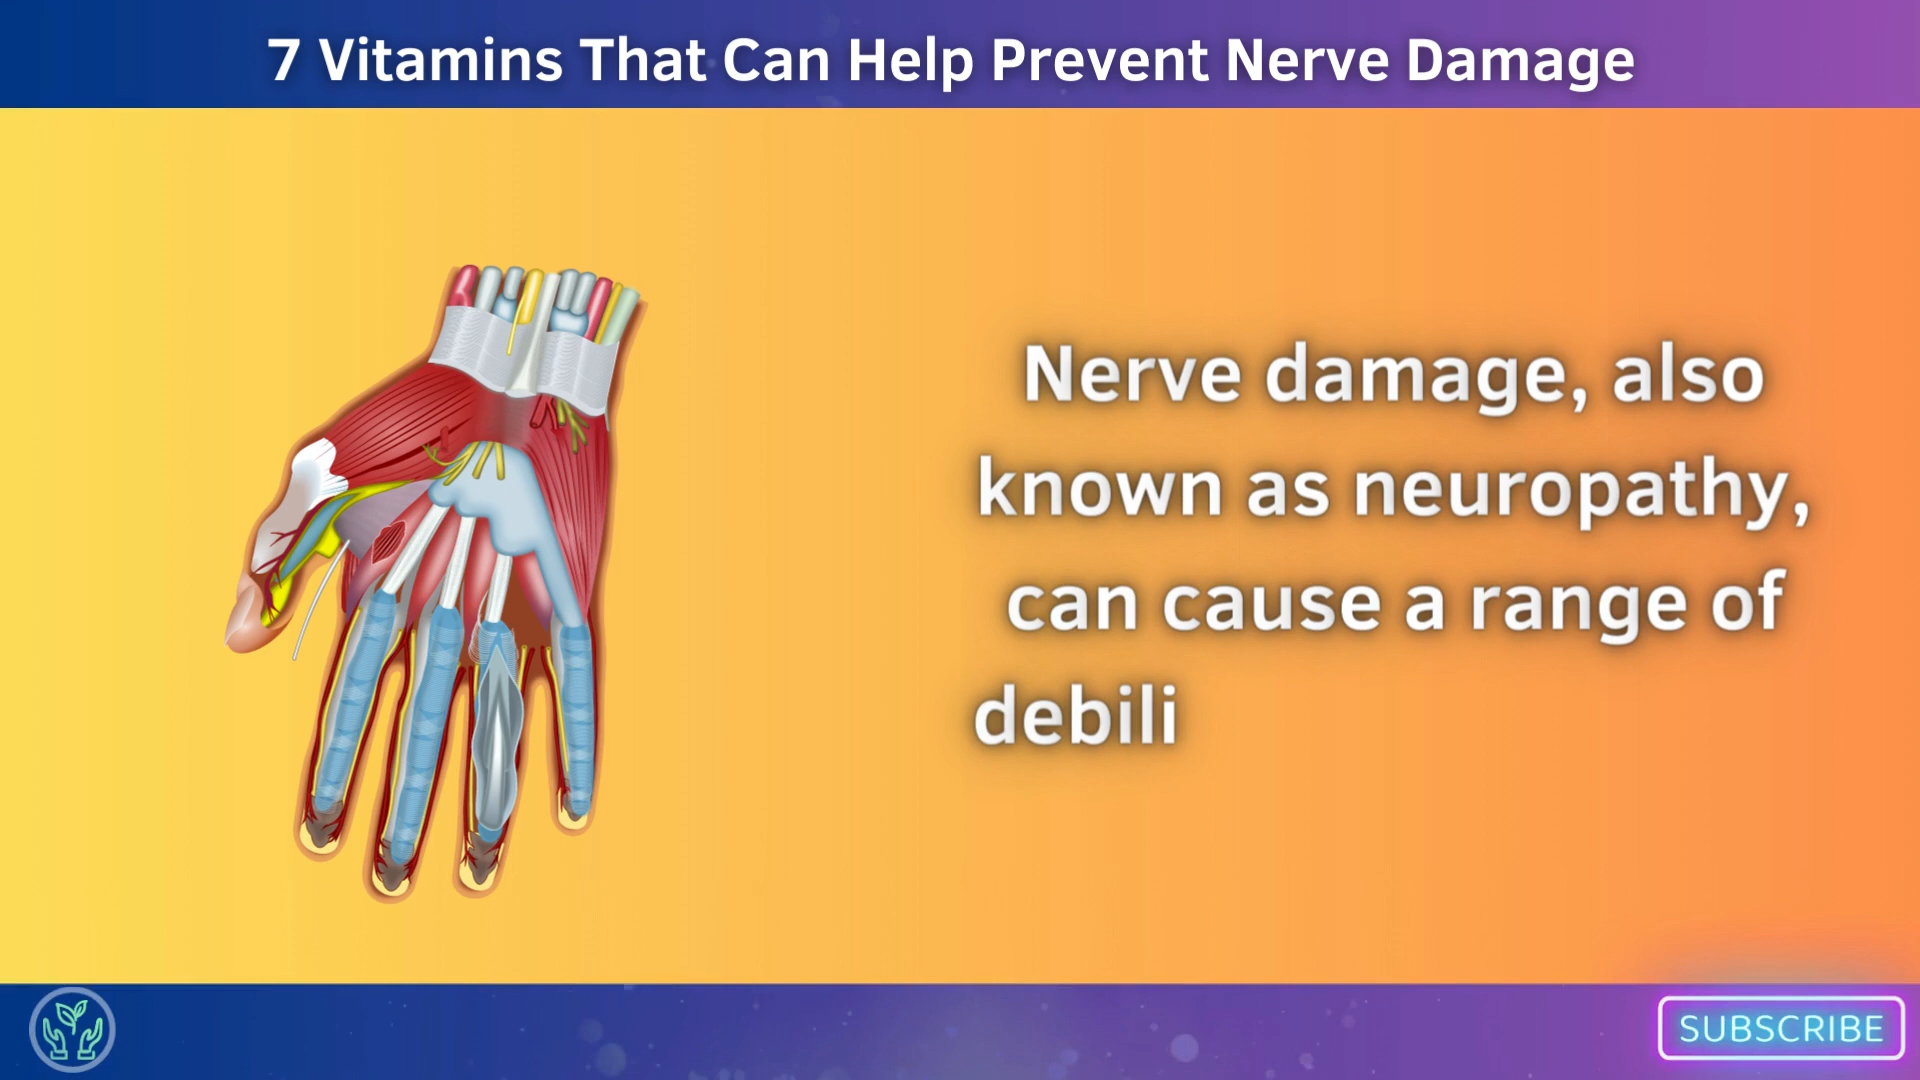 7 Vitamins That Can Help Prevent Nerve Damage
Nerve damage, also
known as neuropathy,
can cause a range of
debili
SUBSCRIBE